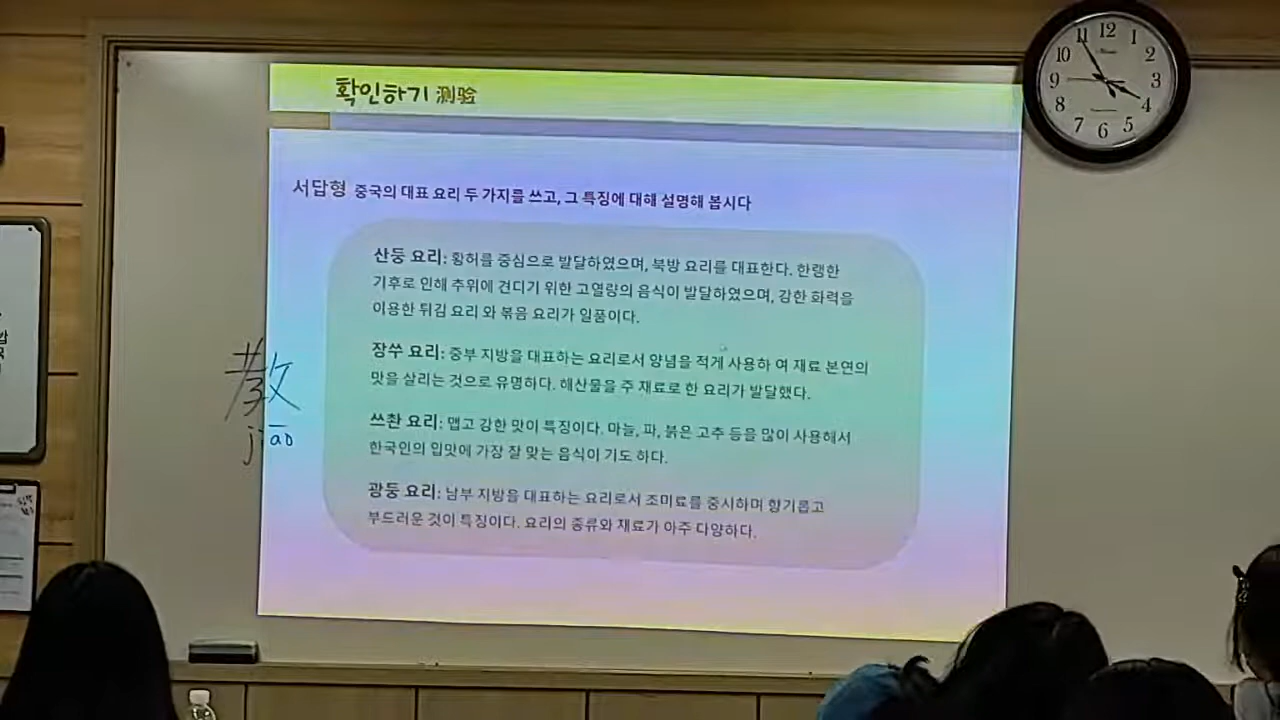 확인하기 测验
서답형 중국의 대표 요리 두 가지를 쓰고, 그 특징에 대해 설명해 봅시다
산둥 요리: 황허를 중심으로 발달하였으며, 북방 요리를 대표한다. 한랭한
기후로 인해 추위에 견디기 위한 고열량의 음식이 발달하였으며, 강한 화력을
이용한 튀김 요리 와 볶음 요리가 일품이다.
장쑤 요리: 중부 지방을 대표하는 요리로서 양념을 적게 사용하 여 재료 본연의
맛을 살리는 것으로 유명하다. 해산물을 주 재료로 한 요리가 발달했다.
쓰촨 요리: 맵고 강한 맛이 특징이다. 마늘, 파, 붉은 고추 등을 많이 사용해서
한국인의 입맛에 가장 잘 맞는 음식이 기도 하다.
광둥 요리: 남부 지방을 대표하는 요리로서 조미료를 중시하며 향기롭고
부드러운 것이 특징이다. 요리의 종류와 재료가 아주 다양하다.
教
jiāo
12
1
2
3
4
5
6
7
8
9
10
11